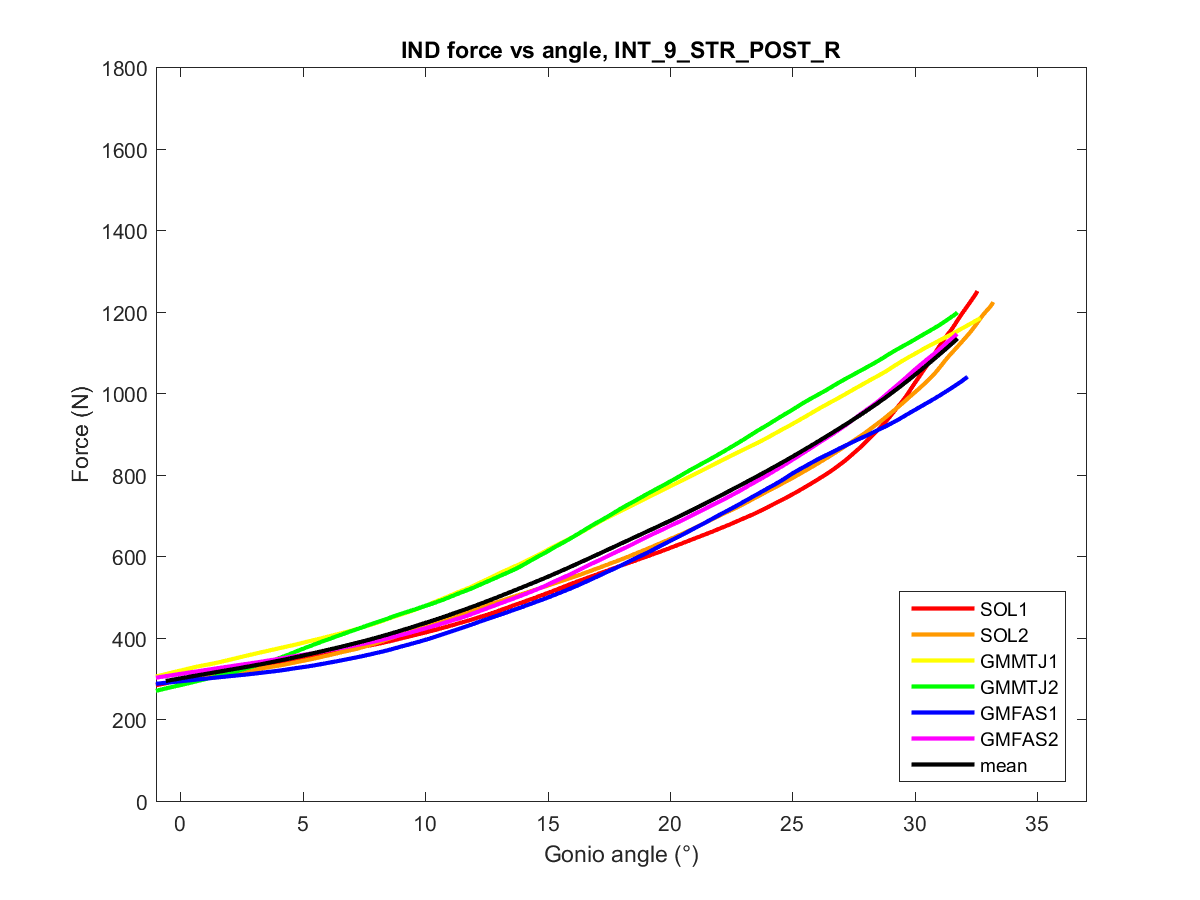 IND force vs angle, INT_9_STR_POST_R
1800
1600
1400
1200
1000
800
600
400
200
0
Force (N)
0 5 10 15 20 25 30 35
Gonio angle (°)
SOL1
SOL2
GMMTJ1
GMMTJ2
GMFAS1
GMFAS2
mean